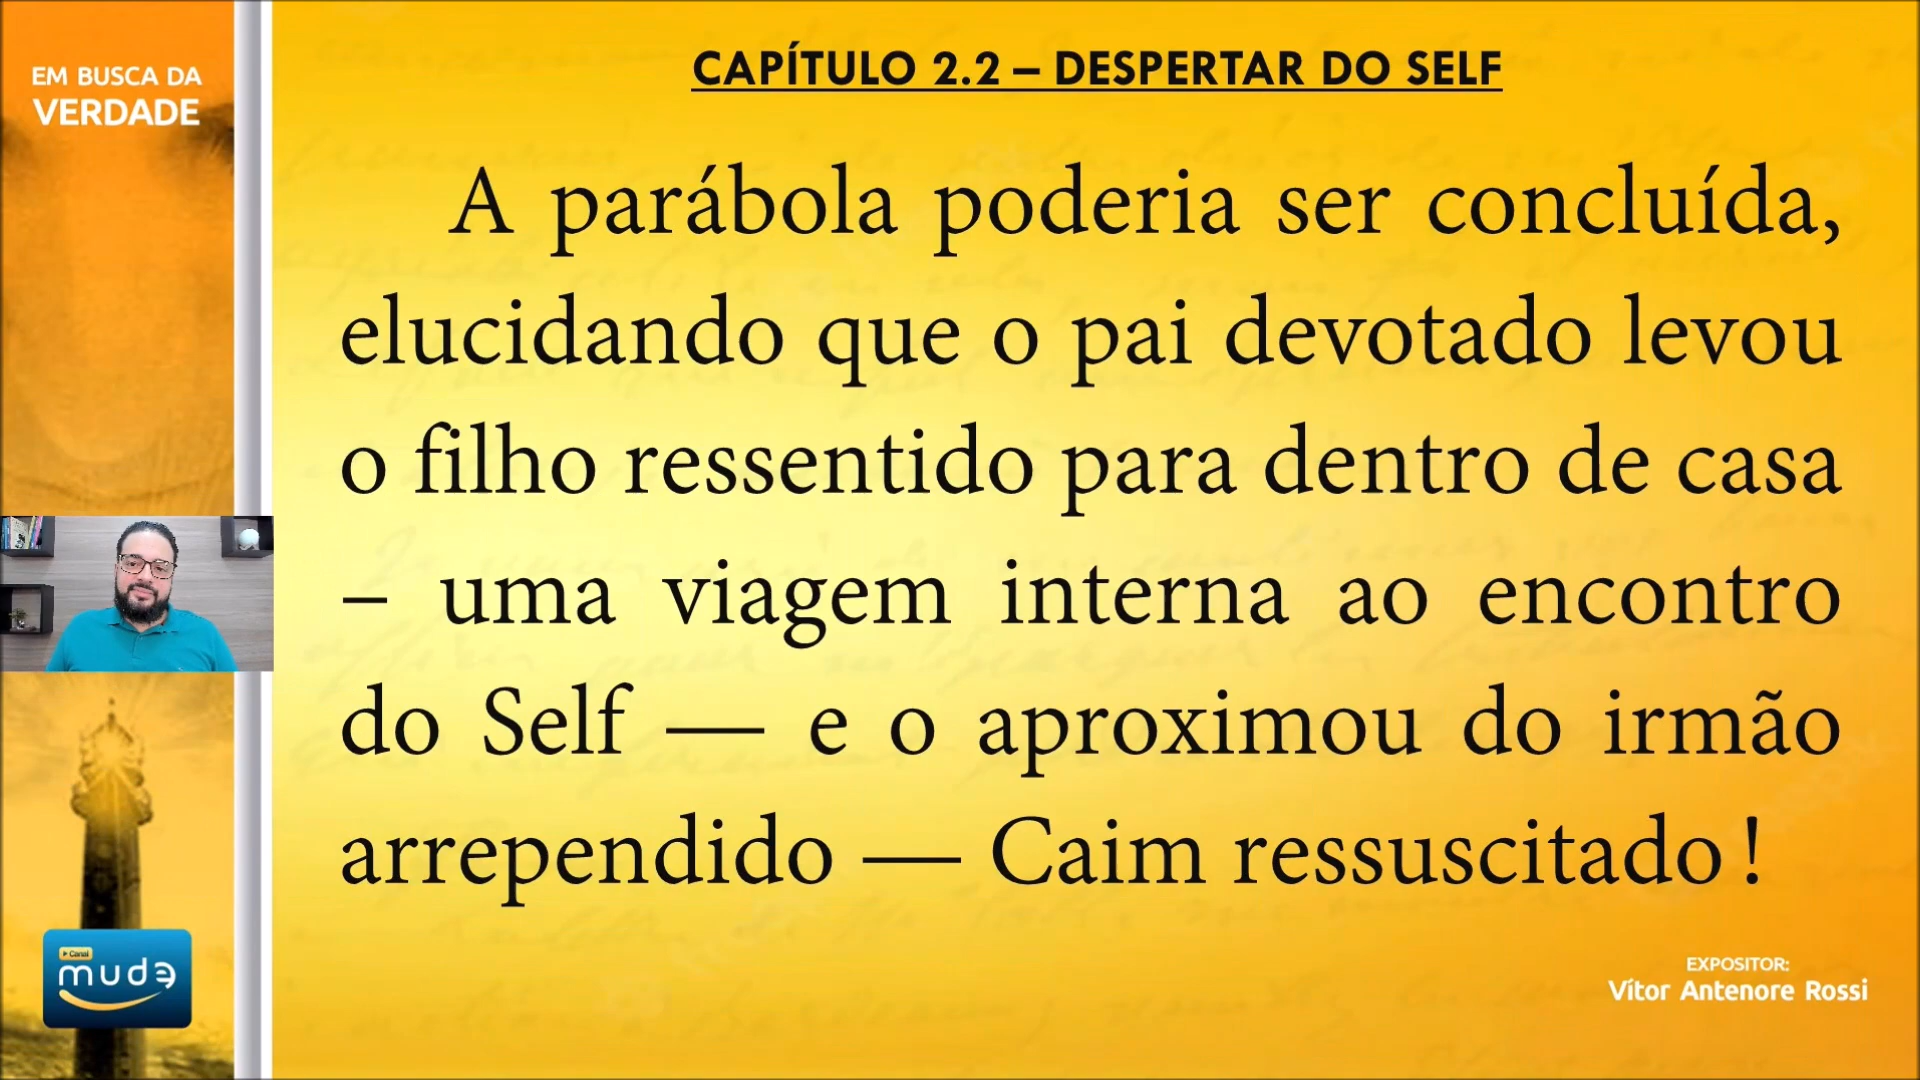 EM BUSCA DA
VERDADE
CAPÍTULO 2.2 – DESPERTAR DO SELF
A parábola poderia ser concluída,
elucidando que o pai devotado levou
o filho ressentido para dentro de casa
– uma viagem interna ao encontro
do Self — e o aproximou do irmão
arrependido — Caim ressuscitado !
Canal
mude
EXPOSITOR:
Vítor Antenore Rossi